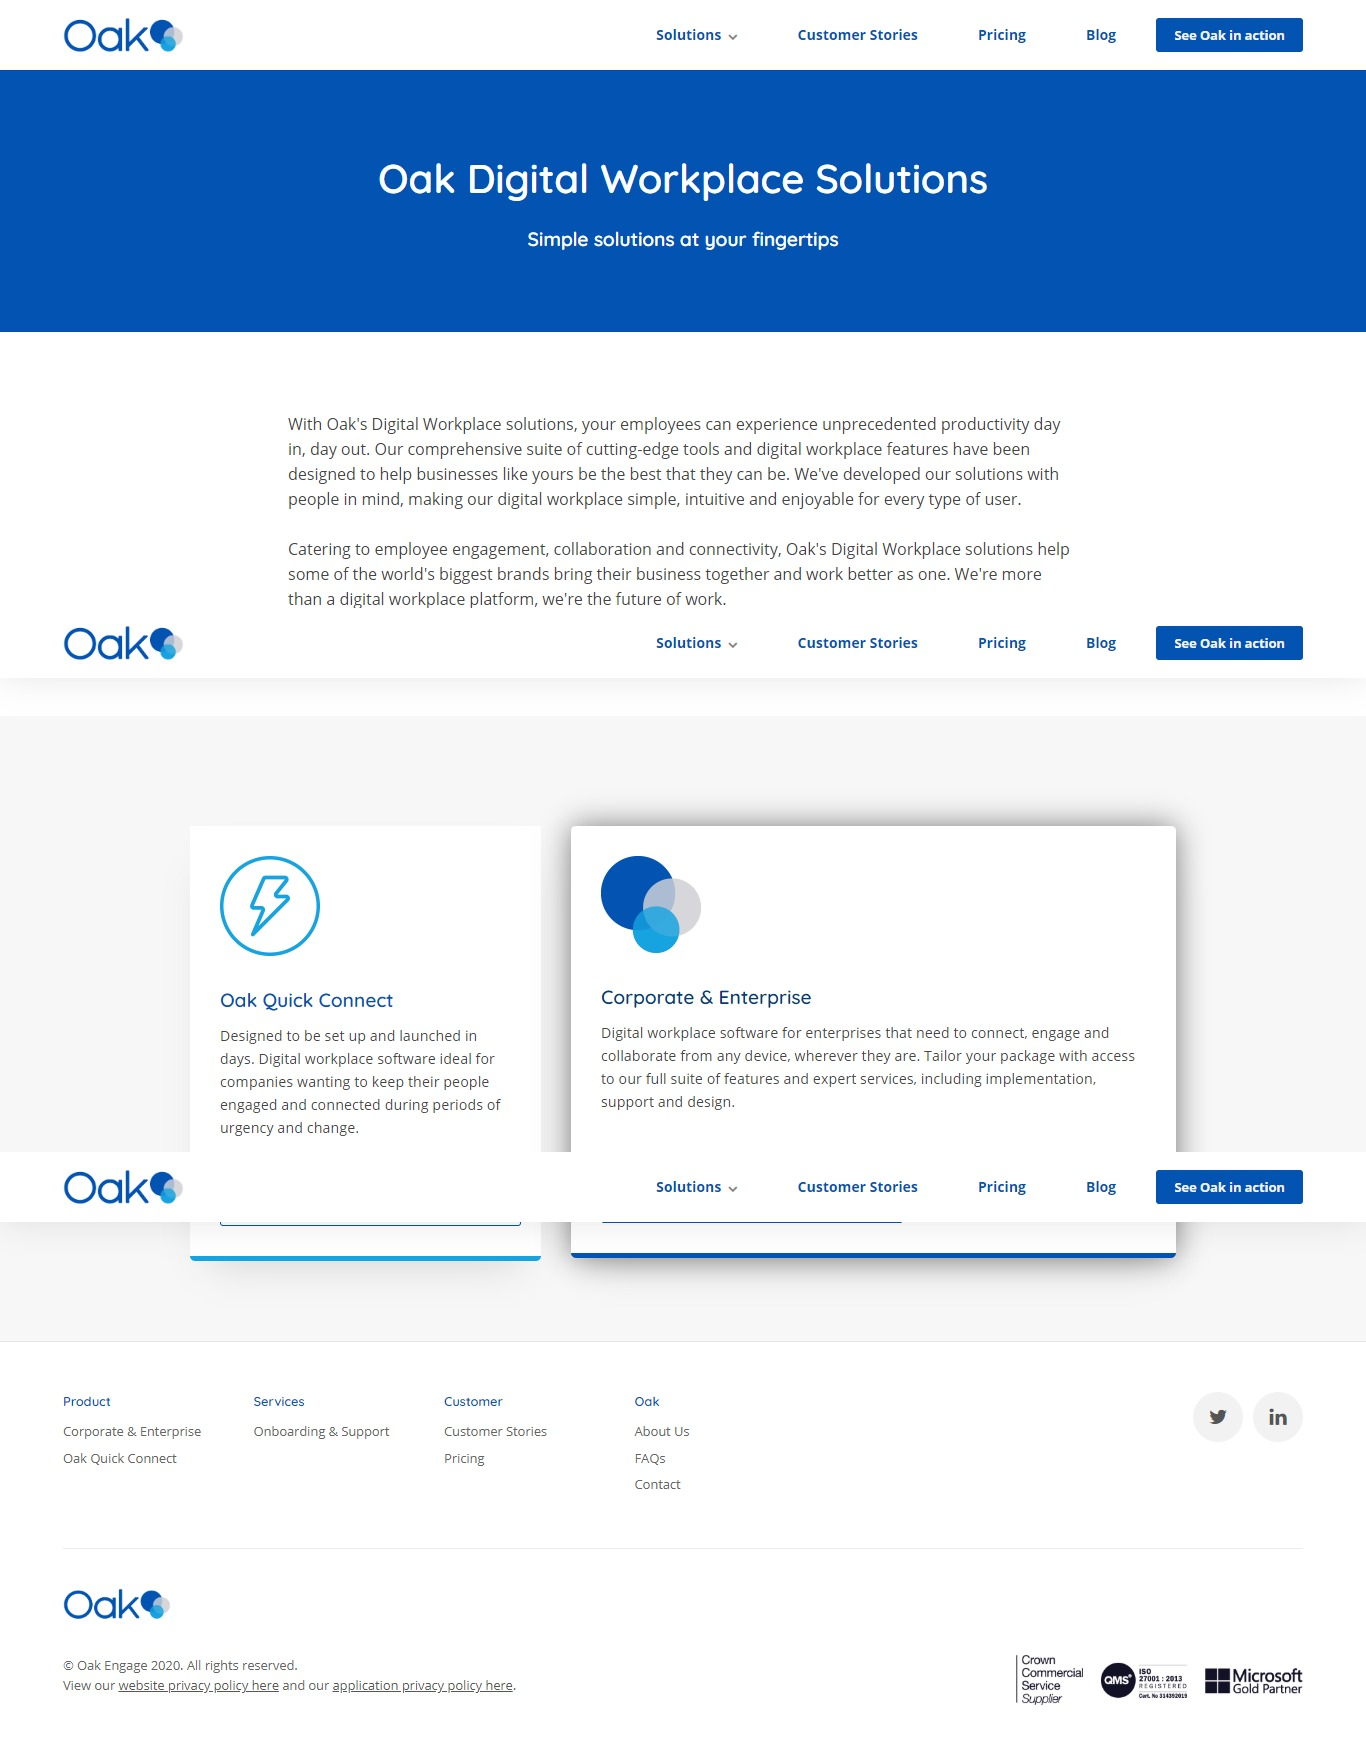 Oak
Solutions
Customer Stories
Pricing
Blog
See Oak in action
Oak Digital Workplace Solutions
Simple solutions at your fingertips
With Oak's Digital Workplace solutions, your employees can experience unprecedented productivity day
in, day out. Our comprehensive suite of cutting-edge tools and digital workplace features have been
designed to help businesses like yours be the best that they can be. We've developed our solutions with
people in mind, making our digital workplace simple, intuitive and enjoyable for every type of user.
Catering to employee engagement, collaboration and connectivity, Oak's Digital Workplace solutions help
some of the world's biggest brands bring their business together and work better as one. We're more
than a digital workplace platform, we're the future of work.
Oak
Solutions
Customer Stories
Pricing
Blog
See Oak in action
Oak Quick Connect
Designed to be set up and launched in
days. Digital workplace software ideal for
companies wanting to keep their people
engaged and connected during periods of
urgency and change.
Corporate & Enterprise
Digital workplace software for enterprises that need to connect, engage and
collaborate from any device, wherever they are. Tailor your package with access
to our full suite of features and expert services, including implementation,
support and design.
Oak
Solutions
Customer Stories
Pricing
Blog
See Oak in action
Product
Corporate & Enterprise
Oak Quick Connect
Services
Onboarding & Support
Customer
Customer Stories
Pricing
Oak
About Us
FAQs
Contact
in
Oak
© Oak Engage 2020. All rights reserved.
View our website privacy policy here and our application privacy policy here.
Crown
Commercial
Service
Supplier
QMS
ISO
27001 : 2013
REGISTERED
Cert. No 314392019
Microsoft
Gold Partner